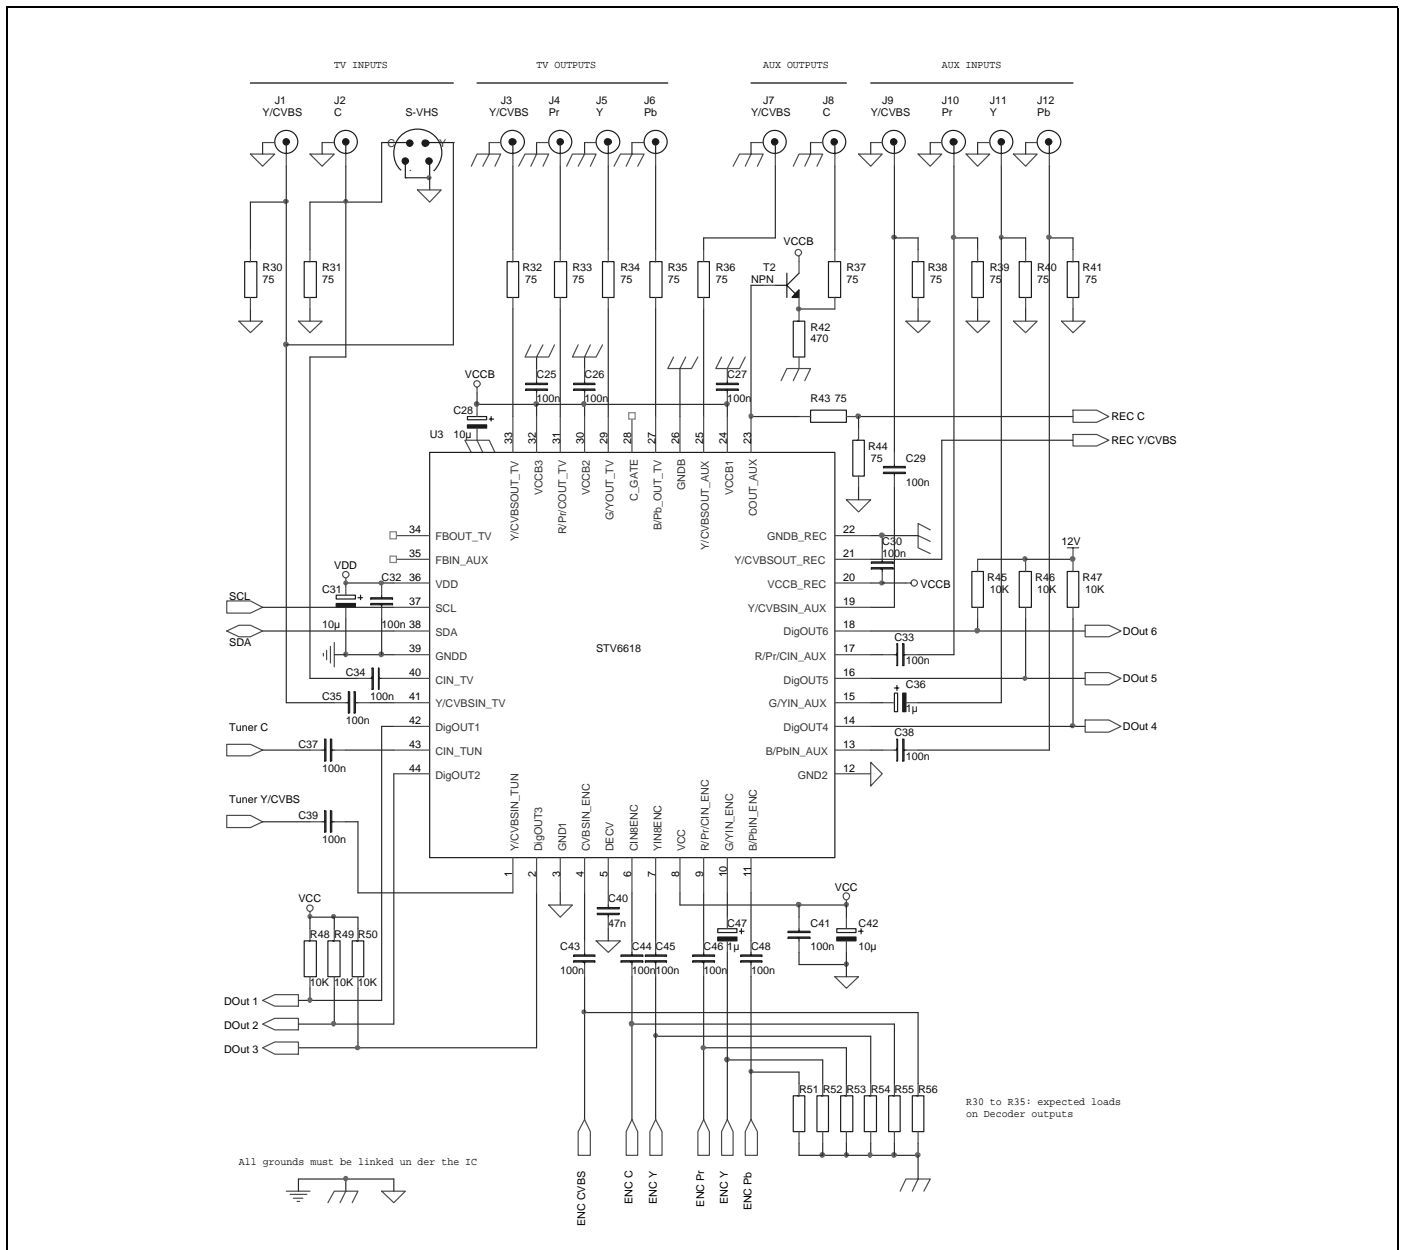 TV INPUTS
TV OUTPUTS
AUX OUTPUTS
AUX INPUTS
J1
Y/CVBS
J2
C
S-VHS
C
Y
J3
Y/CVBS
J4
Pr
J5
Y
J6
Pb
J7
Y/CVBS
J8
C
J9
Y/CVBS
J10
Pr
J11
Y
J12
Pb
R30
75
R31
75
R32
75
R33
75
R34
75
R35
75
R36
75
VCCB
T2
NPN
R37
75
R38
75
R39
75
R40
75
R41
75
R42
470
VCCB
C28
+
10µ
C25
100n
C26
100n
C27
100n
R43 75
REC C
REC Y/CVBS
R44
75
C29
100n
U3
33
32
31
30
29
28
27
26
25
24
23
Y/CVBSOUT_TV
VCCB3
R/Pr/COUT_TV
VCCB2
G/YOUT_TV
C_GATE
B/Pb_OUT_TV
GNDB
Y/CVBSOUT_AUX
VCCB1
COUT_AUX
34 FBOUT_TV
35 FBIN_AUX
36 VDD
37 SCL
38 SDA
39 GNDD
40 CIN_TV
41 Y/CVBSIN_TV
42 DigOUT1
43 CIN_TUN
44 DigOUT2
VDD
C31
+
10µ
C32
100n
SCL
SDA
C34
100n
C35
100n
Tuner C
C37
100n
Tuner Y/CVBS
C39
100n
STV6618
GNDB_REC 22
Y/CVBSOUT_REC 21
VCCB_REC 20
Y/CVBSIN_AUX 19
DigOUT6 18
R/Pr/CIN_AUX 17
DigOUT5 16
G/YIN_AUX 15
DigOUT4 14
B/PbIN_AUX 13
GND2 12
C30
100n
VCCB
12V
R45
10K
R46
10K
R47
10K
C33
100n
C36
+
1µ
C38
100n
DOut 6
DOut 5
DOut 4
Y/CVBSIN_TUN
DigOUT3
GND1
CVBSIN_ENC
DECV
CIN8ENC
YIN8ENC
VCC
R/Pr/CIN_ENC
G/YIN_ENC
B/PbIN_ENC
1
2
3
4
5
6
7
8
9
10
11
VCC
R48
10K
R49
10K
R50
10K
DOut 1
DOut 2
DOut 3
C40
47n
C43
100n
C44
100n
C45
100n
C46
100n
C47
+
1µ
C48
100n
C41
100n
VCC
C42
+
10µ
R51
R52
R53
R54
R55
R56
R30 to R35: expected loads
on Decoder outputs
ENC CVBS
ENC C
ENC Y
ENC Pr
ENC Y
ENC Pb
All grounds must be linked un der the IC